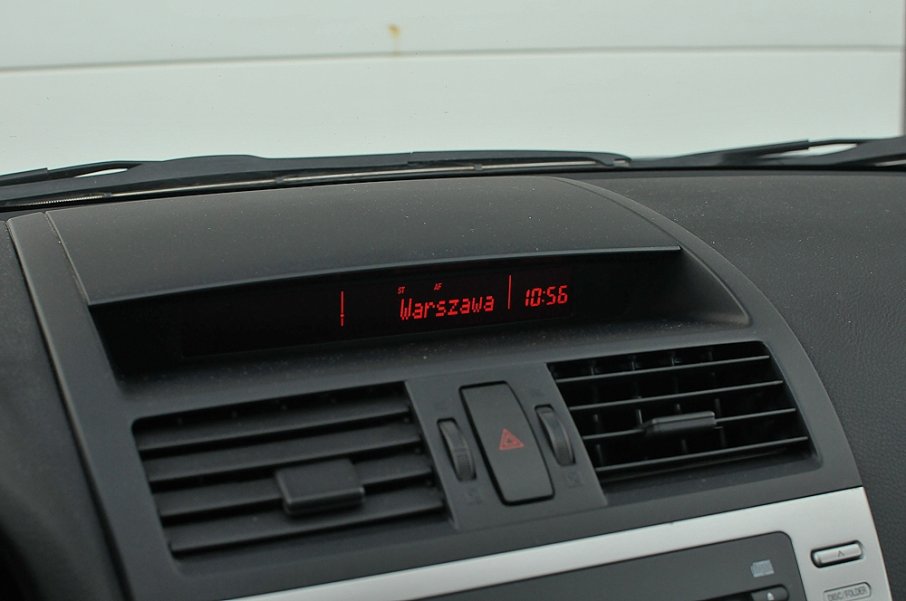 ST AF
Warszawa 10:56
DISC/FOLDER